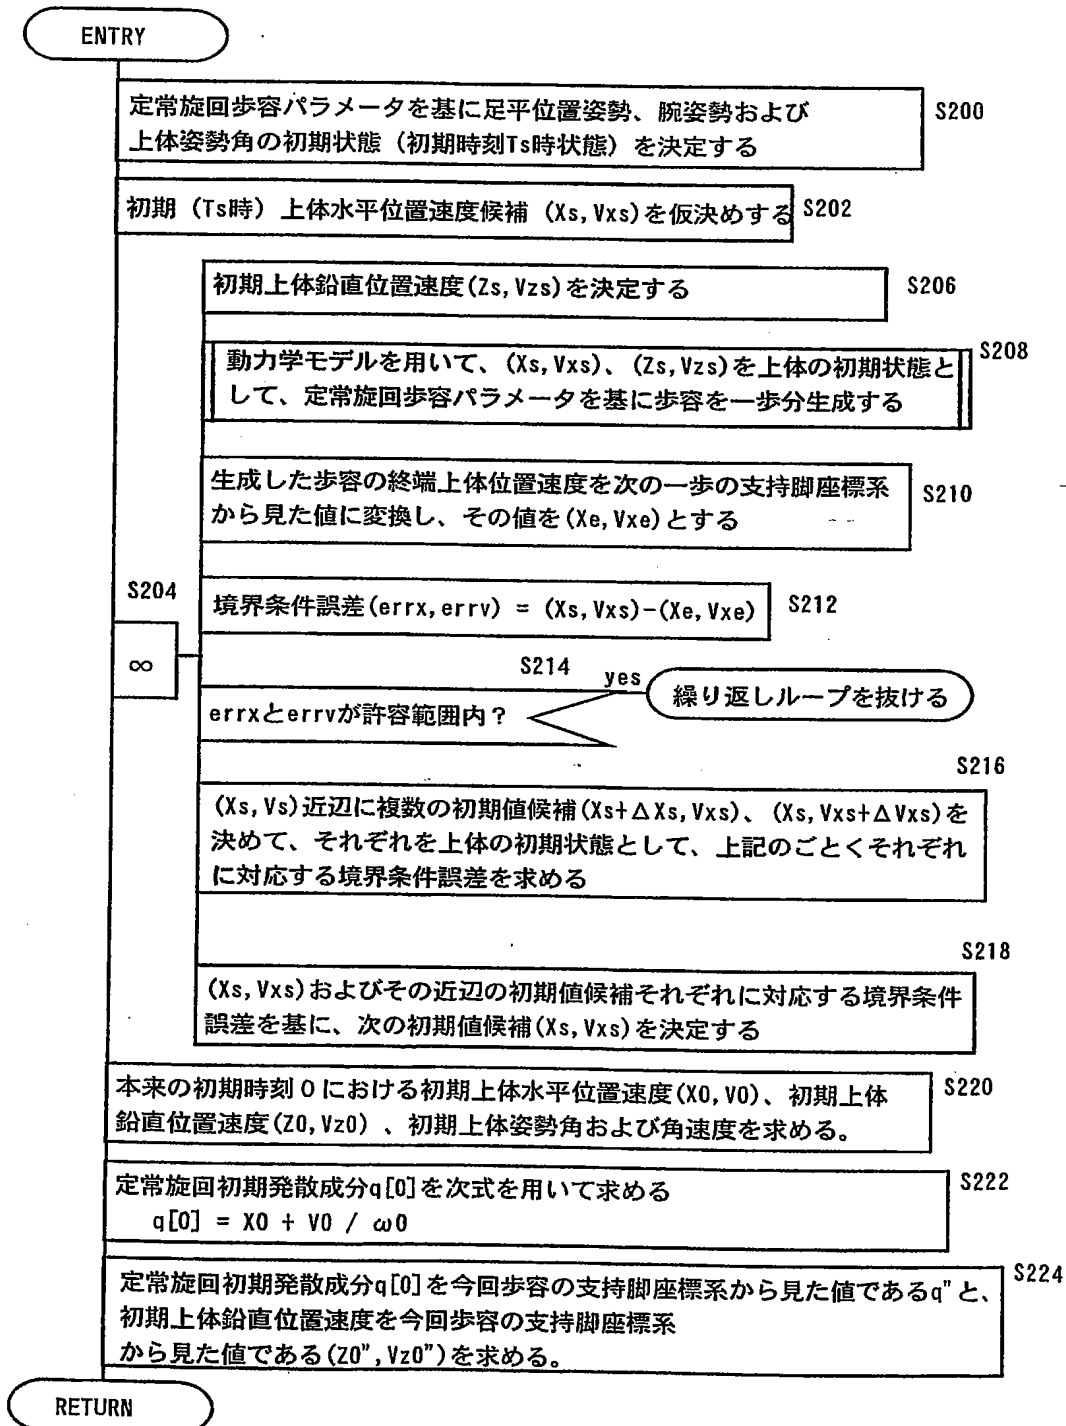 ENTRY
定常旋回歩容パラメータを基に足平位置姿勢、腕姿勢および
上体姿勢角の初期状態（初期時刻Ts時状態）を決定する
S200
初期（Ts時）上体水平位置速度候補（Xs,Vxs)を仮決めする
S202
初期上体鉛直位置速度(Zs,Vzs)を決定する
S206
動力学モデルを用いて、(Xs,Vxs)、(Zs,Vzs)を上体の初期状態と
して、定常旋回歩容パラメータを基に歩容を一歩分生成する
S208
生成した歩容の終端上体位置速度を次の一歩の支持脚座標系
から見た値に変換し、その値を(Xe,Vxe)とする
S210
S204
∞
境界条件誤差(errx,errv) = (Xs,Vxs)-(Xe,Vxe)
S212
S214
yes
繰り返しループを抜ける
errxとerrvが許容範囲内？
S216
(Xs,Vs)近辺に複数の初期値候補(Xs+ΔXs,Vxs)、(Xs,Vxs+ΔVxs)を
決めて、それぞれを上体の初期状態として、上記のごとくそれぞれ
に対応する境界条件誤差を求める
S218
(Xs,Vxs)およびその近辺の初期値候補それぞれに対応する境界条件
誤差を基に、次の初期値候補(Xs,Vxs)を決定する
本来の初期時刻０における初期上体水平位置速度(X0,V0)、初期上体
鉛直位置速度(Z0,Vz0)、初期上体姿勢角および角速度を求める。
S220
定常旋回初期発散成分q[0]を次式を用いて求める
q[0] = X0 + V0 / ω0
S222
定常旋回初期発散成分q[0]を今回歩容の支持脚座標系から見た値であるq"と、
初期上体鉛直位置速度を今回歩容の支持脚座標系
から見た値である(Z0",Vz0")を求める。
S224
RETURN